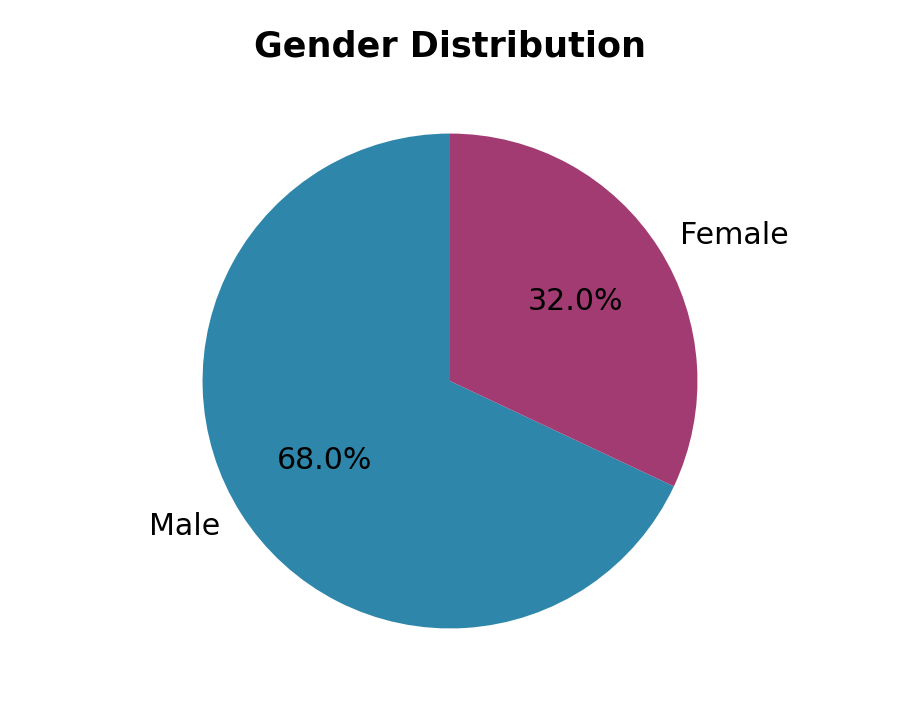 Gender Distribution
Female
32.0%
68.0%
Male